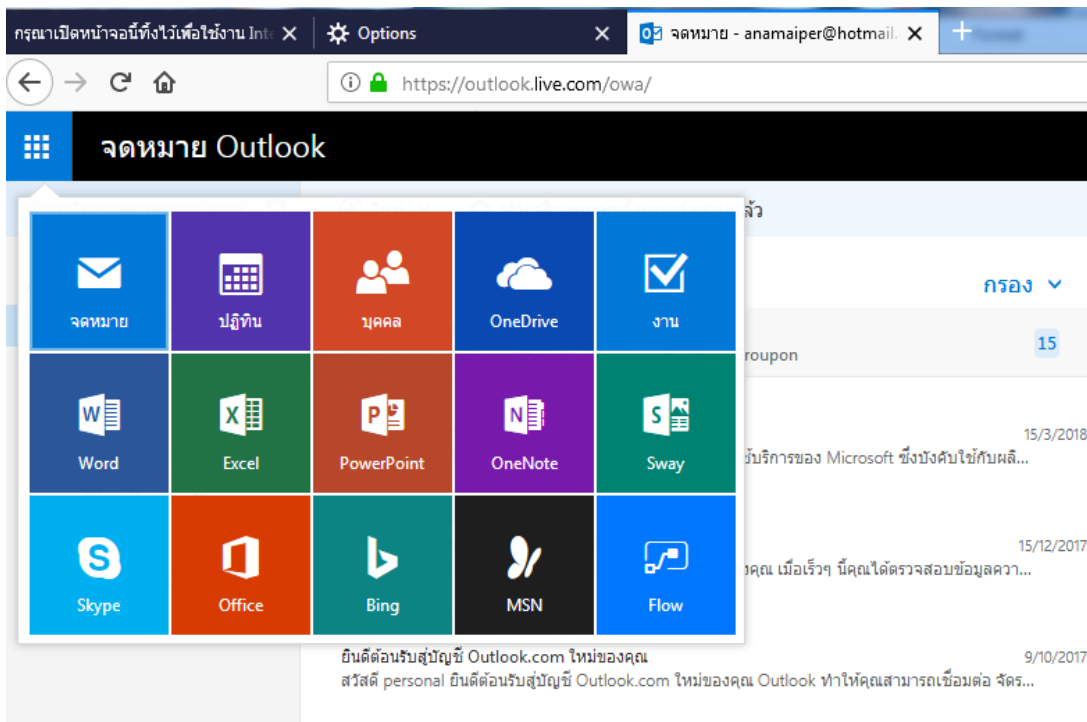 กรุณาเปิดหน้าจอนี้ทิ้งไว้เพื่อใช้งาน Inte
Options
จดหมาย - anamaiper@hotmail.
https://outlook.live.com/owa/
จดหมาย Outlook
ล้ว
กรอง
จดหมาย
ปฏิทิน
บุคคล
OneDrive
งาน
roupon
15
Word
Excel
PowerPoint
OneNote
Sway
15/3/2018
ช้บริการของ Microsoft ซึ่งบังคับใช้กับผลิ...
15/12/2017
งคุณ เมื่อเร็วๆ นี้คุณได้ตรวจสอบข้อมูลควา...
Skype
Office
Bing
MSN
Flow
ยินดีต้อนรับสู่บัญชี Outlook.com ใหม่ของคุณ
9/10/2017
สวัสดี personal ยินดีต้อนรับสู่บัญชี Outlook.com ใหม่ของคุณ Outlook ทำให้คุณสามารถเชื่อมต่อ จัดร...